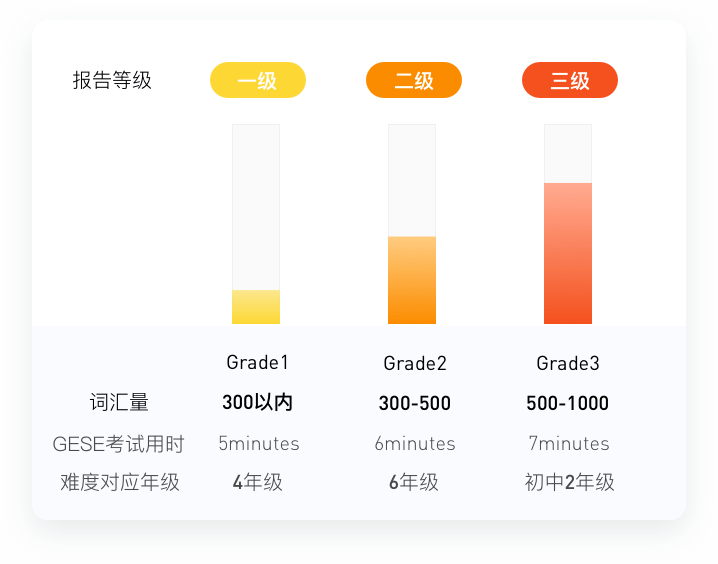 报告等级 一级 二级 三级
Grade1 Grade2 Grade3
词汇量 300以内 300-500 500-1000
GESE考试用时 5minutes 6minutes 7minutes
难度对应年级 4年级 6年级 初中2年级